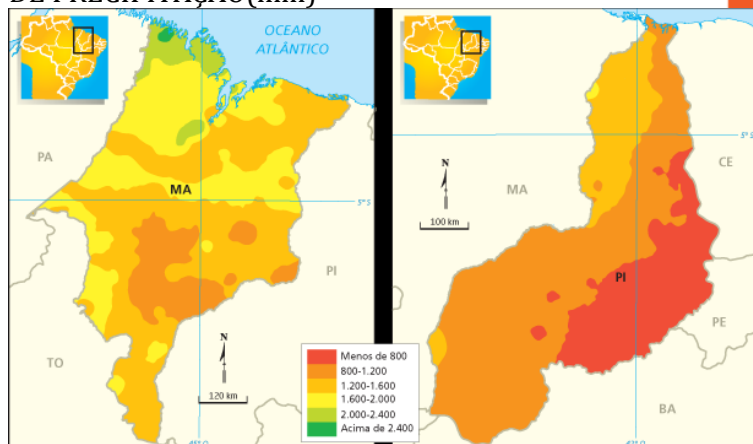 (mm)
OCEANO
ATLÂNTICO
PA
MA
5° S
PI
TO
N
120 km
5° S
CE
N
MA
100 km
PI
PE
BA
Menos de 800
800-1.200
1.200-1.600
1.600-2.000
2.000-2.400
Acima de 2.400